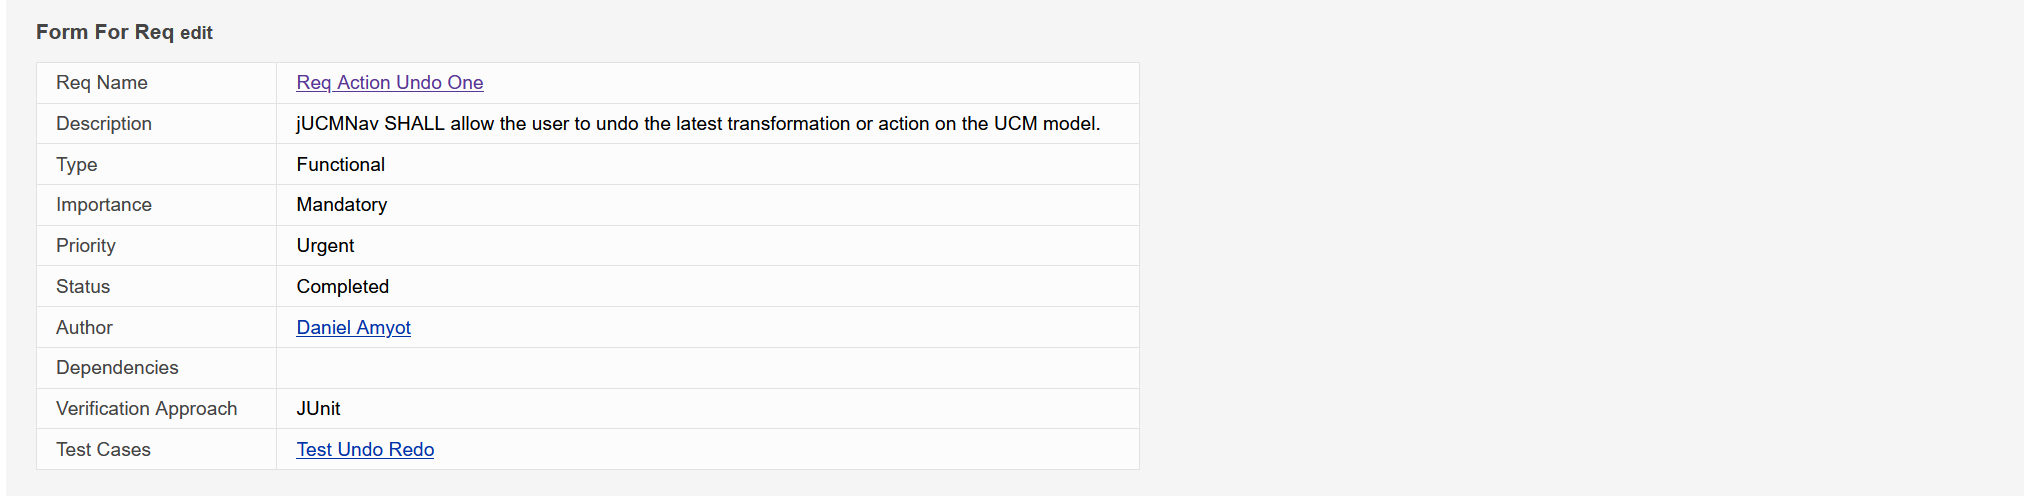 Form For Req edit
Req Name Req Action Undo One
Description jUCMNav SHALL allow the user to undo the latest transformation or action on the UCM model.
Type Functional
Importance Mandatory
Priority Urgent
Status Completed
Author Daniel Amyot
Dependencies
Verification Approach JUnit
Test Cases Test Undo Redo